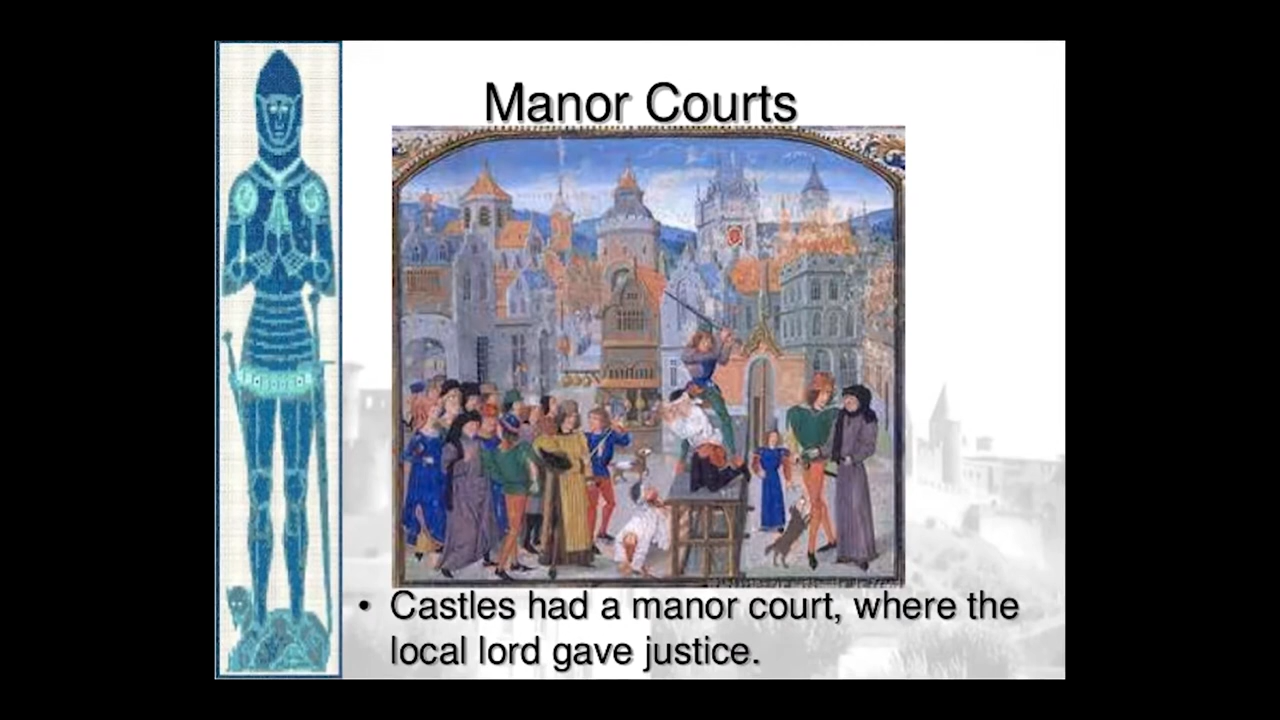 Manor Courts
• Castles had a manor court, where the
local lord gave justice.